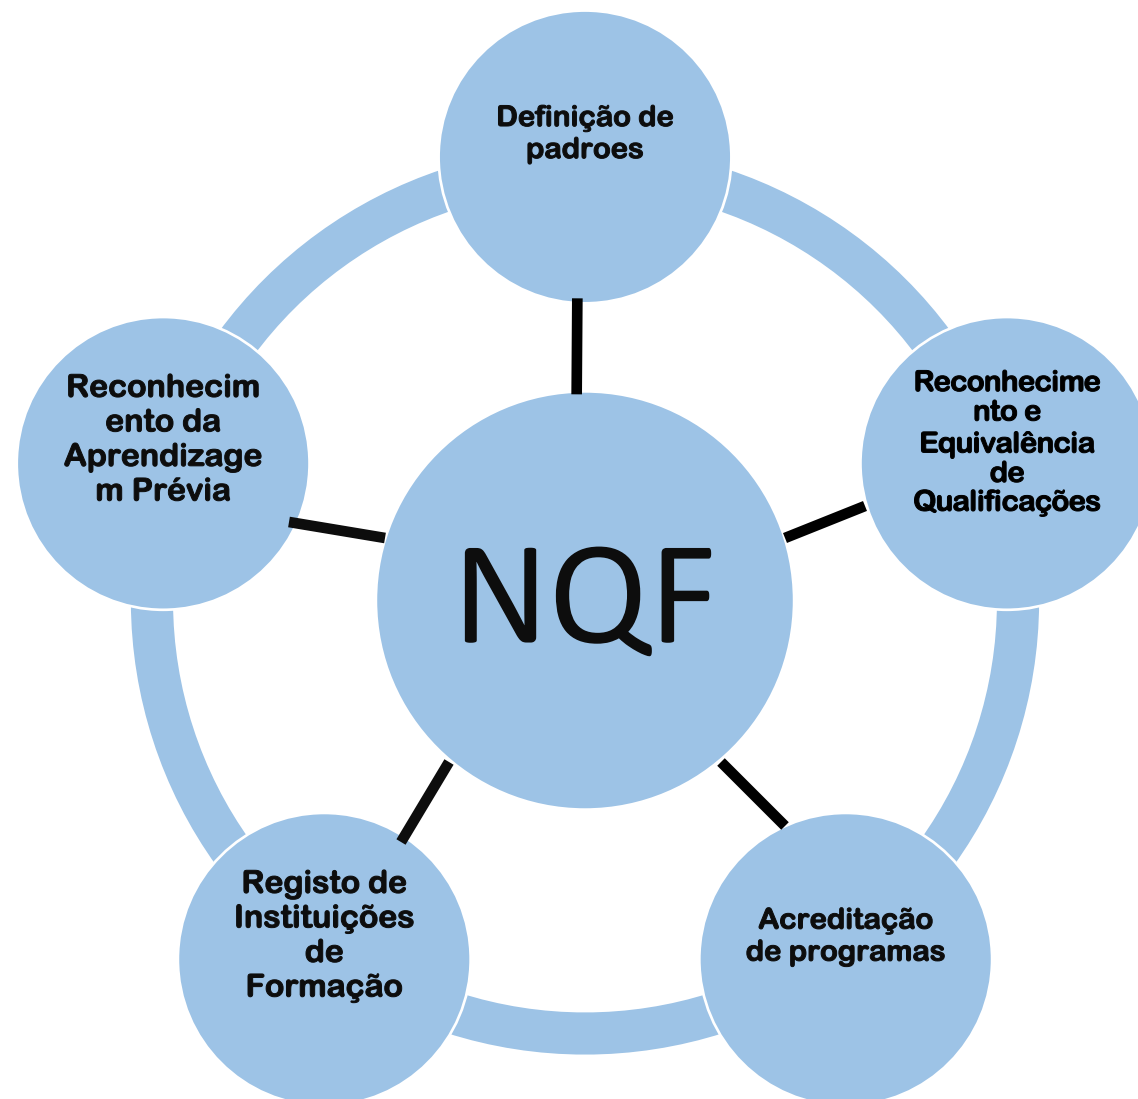 Definição de
padroes
Reconhecim
ento da
Aprendizage
m Prévia
Reconhecime
nto e
Equivalência
de
Qualificações
NQF
Registo de
Instituições
de
Formação
Acreditação
de programas